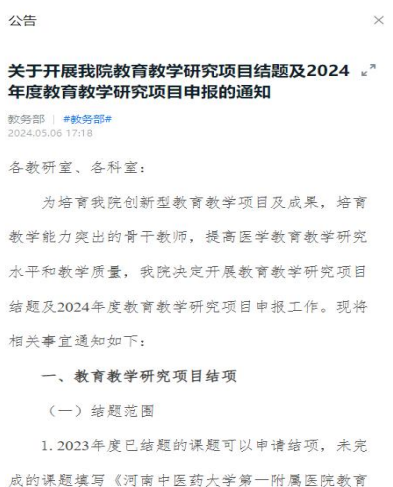 公告
关于开展我院教育教学研究项目结题及2024
年度教育教学研究项目申报的通知
教务部 #教务部#
2024.05.06 17:18
各教研室、各科室：
为培育我院创新型教育教学项目及成果，培育
教学能力突出的骨干教师，提高医学教育教学研究
水平和教学质量，我院决定开展教育教学研究项目
结题及2024年度教育教学研究项目申报工作。现将
相关事宜通知如下：
一、教育教学研究项目结项
（一）结题范围
1. 2023年度已结题的课题可以申请结项，未完
成的课题填写《河南中医药大学第一附属医院教育